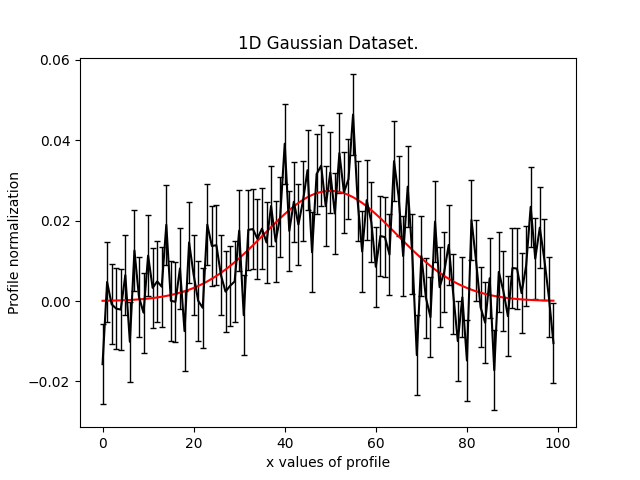 1D Gaussian Dataset.
0.06
0.04
0.02
0.00
−0.02
Profile normalization
0 20 40 60 80 100
x values of profile